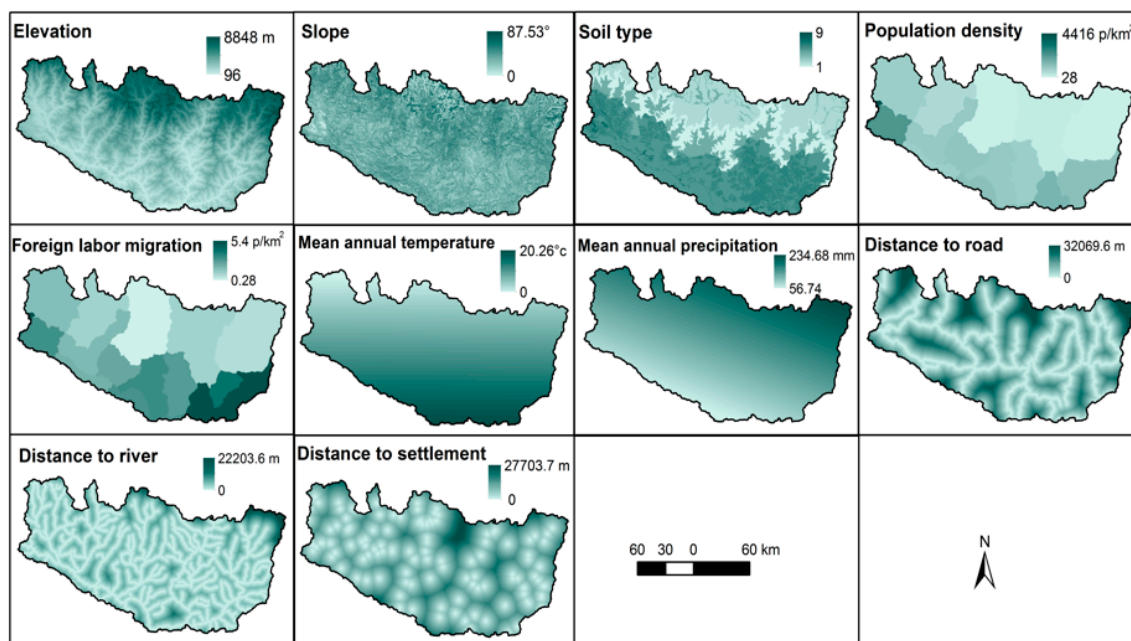 Elevation
8848 m
96
Slope
87.53°
0
Soil type
9
1
Population density
4416 p/km²
28
Foreign labor migration
5.4 p/km²
0.28
Mean annual temperature
20.26°c
0
Mean annual precipitation
234.68 mm
56.74
Distance to road
32069.6 m
0
Distance to river
22203.6 m
0
Distance to settlement
27703.7 m
0
60 30 0 60 km
N